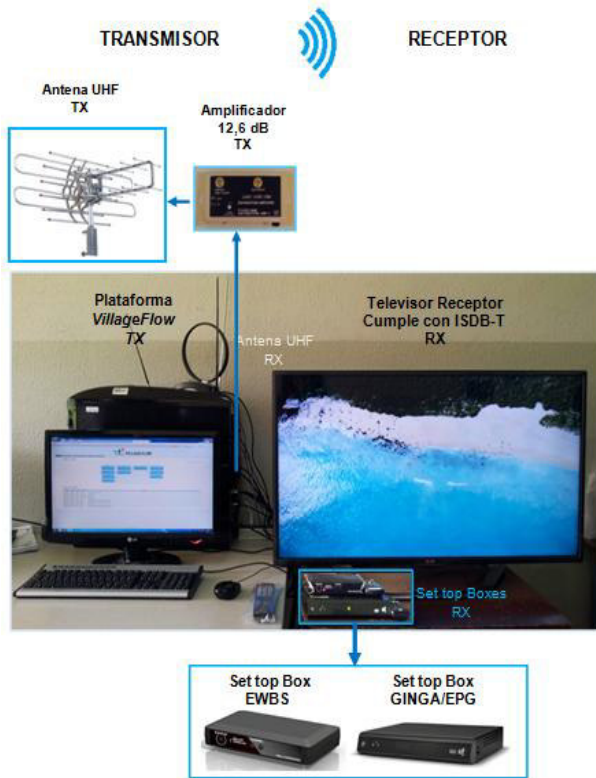 TRANSMISOR
RECEPTOR
Antena UHF
TX
Amplificador
12,6 dB
TX
Plataforma
VillageFlow
TX
Antena UHF
RX
Televisor Receptor
Cumple con ISDB-T
RX
Set top Boxes
RX
Set top Box
EWBS
Set top Box
GINGA/EPG